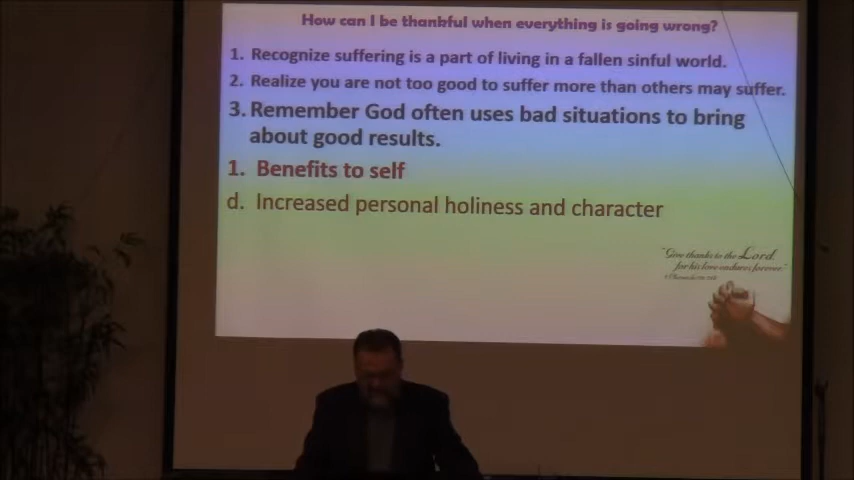 How can I be thankful when everything is going wrong?
1. Recognize suffering is a part of living in a fallen sinful world.
2. Realize you are not too good to suffer more than others may suffer.
3. Remember God often uses bad situations to bring
about good results.
1. Benefits to self
d. Increased personal holiness and character
"Give thanks to the Lord,
for his love endures forever."